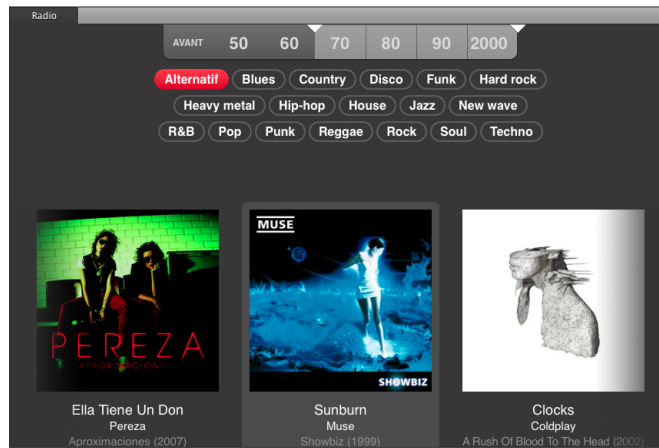 Radio
AVANT 50 60 70 80 90 2000
Alternatif Blues Country Disco Funk Hard rock
Heavy metal Hip-hop House Jazz New wave
R&B Pop Punk Reggae Rock Soul Techno
PEREZA
APROXIMACIONES
MUSE
SHOWBIZ
Ella Tiene Un Don
Pereza
Aproximaciones (2007)
Sunburn
Muse
Showbiz (1999)
Clocks
Coldplay
A Rush Of Blood To The Head (2002)